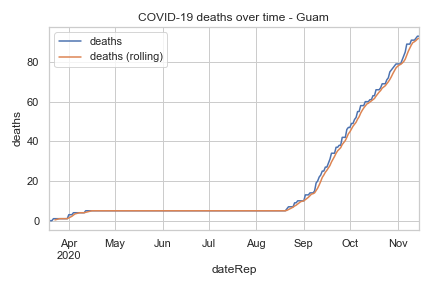 COVID-19 deaths over time - Guam
deaths
deaths (rolling)
80
60
40
20
0
deaths
Apr May Jun Jul Aug Sep Oct Nov
2020
dateRep